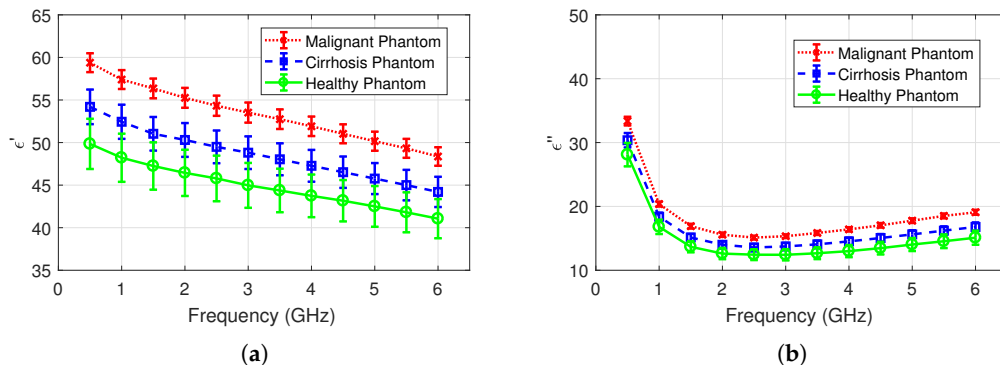 65
60
55
50
45
40
35
ϵ'
0
1
2
3
4
5
6
Frequency (GHz)
Malignant Phantom
Cirrhosis Phantom
Healthy Phantom
(a)
50
40
30
20
10
ϵ''
0
1
2
3
4
5
6
Frequency (GHz)
Malignant Phantom
Cirrhosis Phantom
Healthy Phantom
(b)